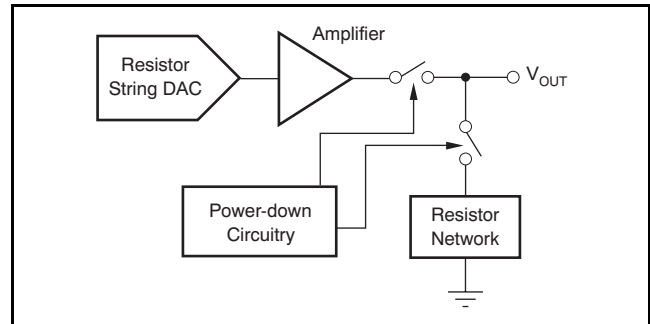 Amplifier
Resistor
String DAC
V_OUT
Power-down
Circuitry
Resistor
Network